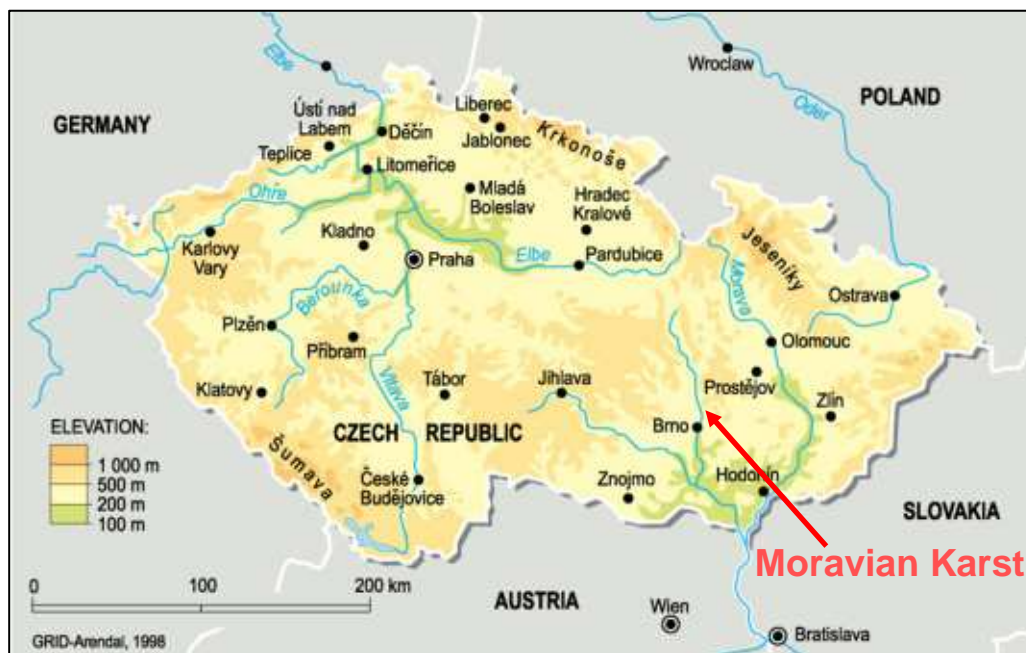 Elbe
Wroclaw
Oder
POLAND
GERMANY
Ústí nad
Labem
Děčín
Liberec
Jablonec
Krkonoše
Teplice
Litoměřice
Ohře
Mladá
Boleslav
Hradec
Kralové
Karlovy
Vary
Kladno
Praha
Elbe
Pardubice
Jeseníky
Morava
Ostrava
Berounka
Plzěn
Příbram
Olomouc
Klatovy
Vltava
Tábor
Jihlava
Prostějov
Zlín
ELEVATION:
1 000 m
500 m
200 m
100 m
Šumava
CZECH REPUBLIC
Brno
České
Budějovice
Znojmo
Hodonín
SLOVAKIA
Moravian Karst
0 100 200 km
AUSTRIA
Wien
Bratislava
GRID-Arendal, 1998